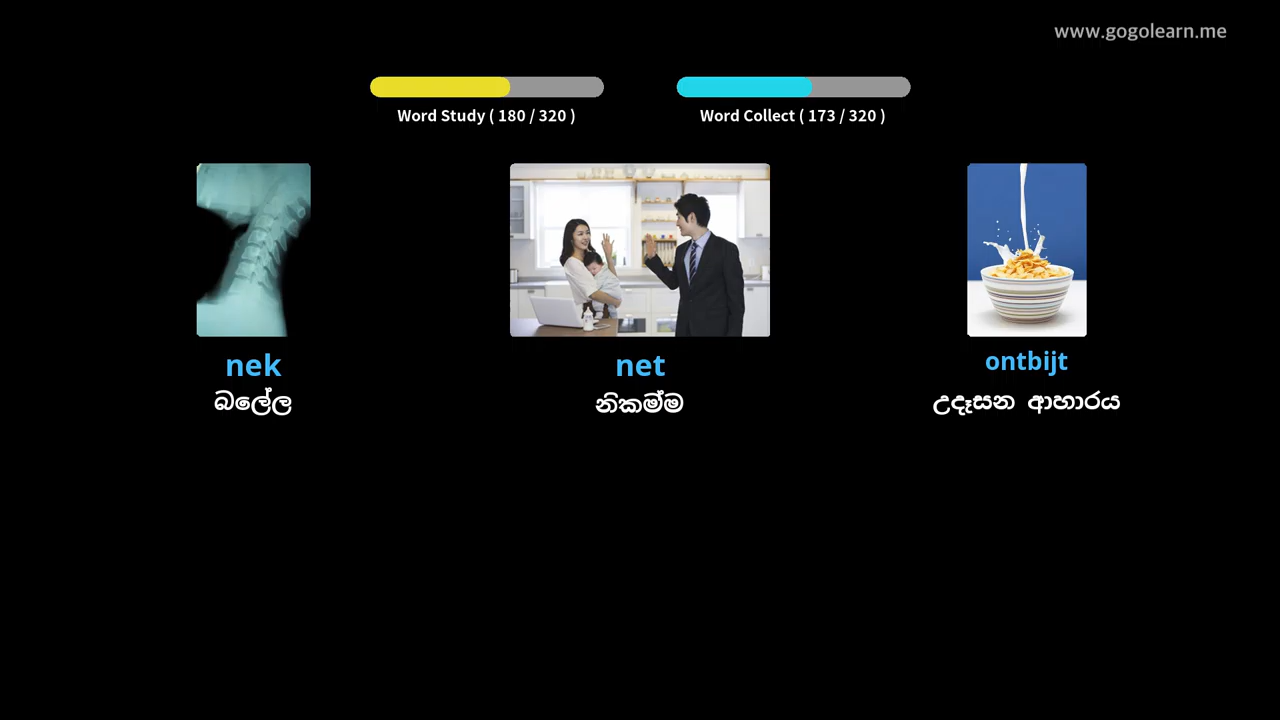 www.gogolearn.me
Word Study ( 180 / 320 )
Word Collect ( 173 / 320 )
nek
net
ontbijt
බලේල
නිකම්ම
උදෑසන ආහාරය